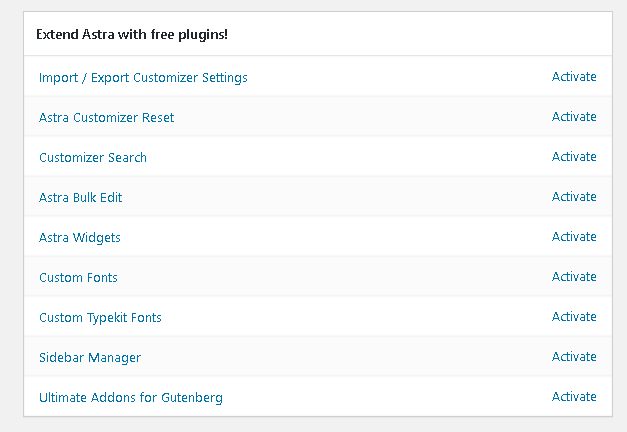 Extend Astra with free plugins!
Import / Export Customizer Settings Activate
Astra Customizer Reset Activate
Customizer Search Activate
Astra Bulk Edit Activate
Astra Widgets Activate
Custom Fonts Activate
Custom Typekit Fonts Activate
Sidebar Manager Activate
Ultimate Addons for Gutenberg Activate